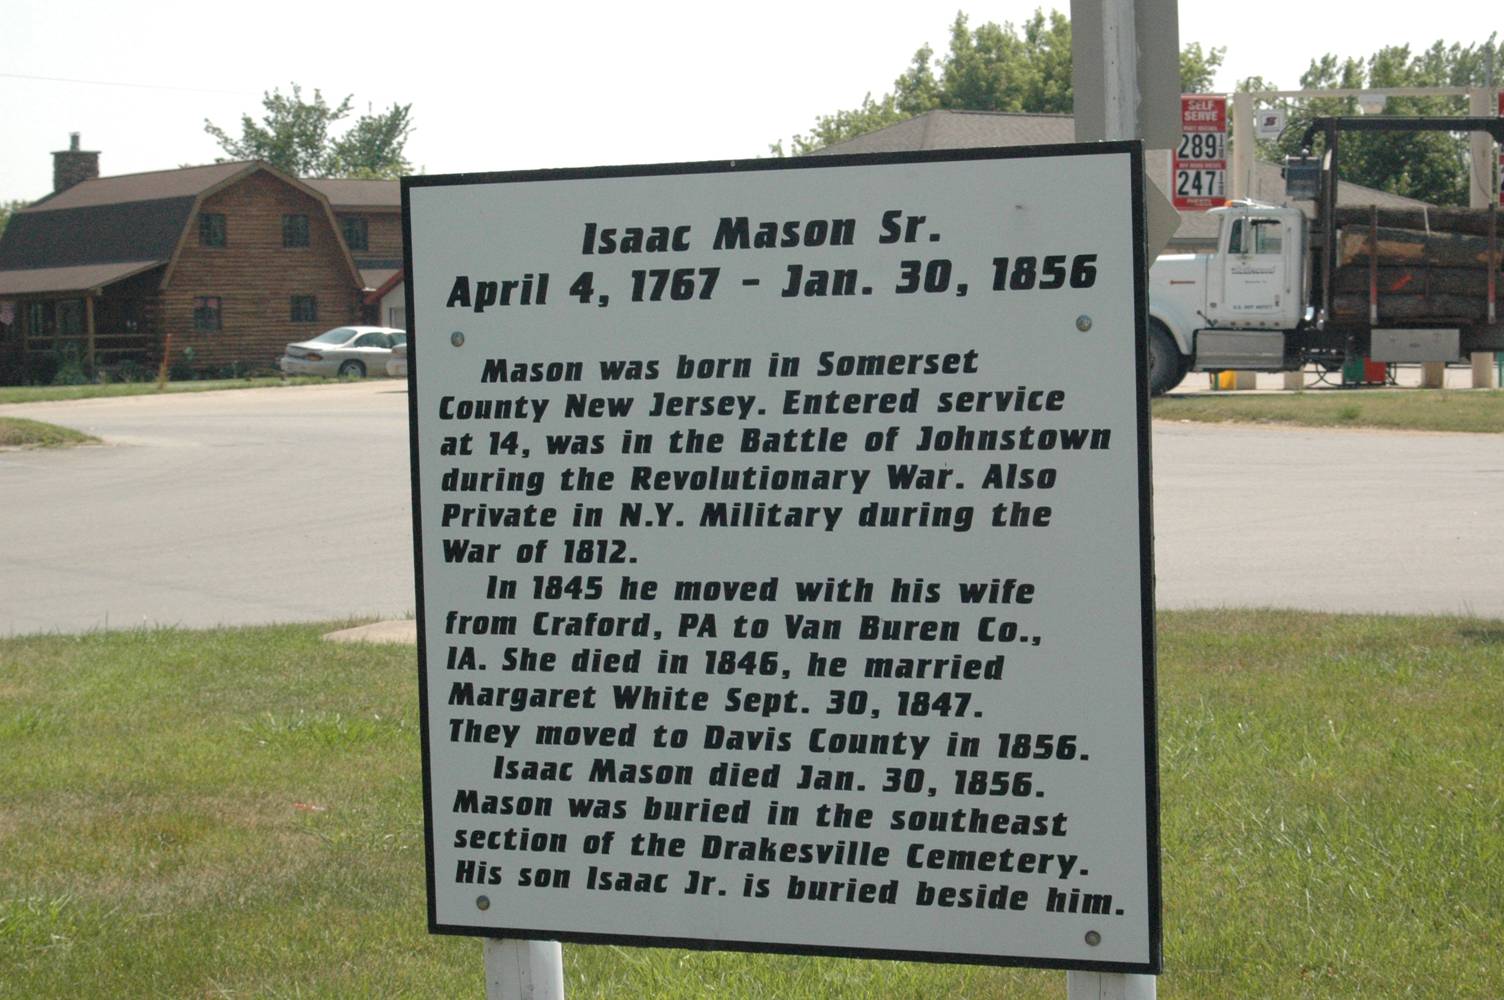 Isaac Mason Sr.
April 4, 1767 - Jan. 30, 1856
Mason was born in Somerset
County New Jersey. Entered service
at 14, was in the Battle of Johnstown
during the Revolutionary War. Also
Private in N.Y. Military during the
War of 1812.
In 1845 he moved with his wife
from Craford, PA to Van Buren Co.,
IA. She died in 1846, he married
Margaret White Sept. 30, 1847.
They moved to Davis County in 1856.
Isaac Mason died Jan. 30, 1856.
Mason was buried in the southeast
section of the Drakesville Cemetery.
His son Isaac Jr. is buried beside him.
SELF
SERVE
289
247